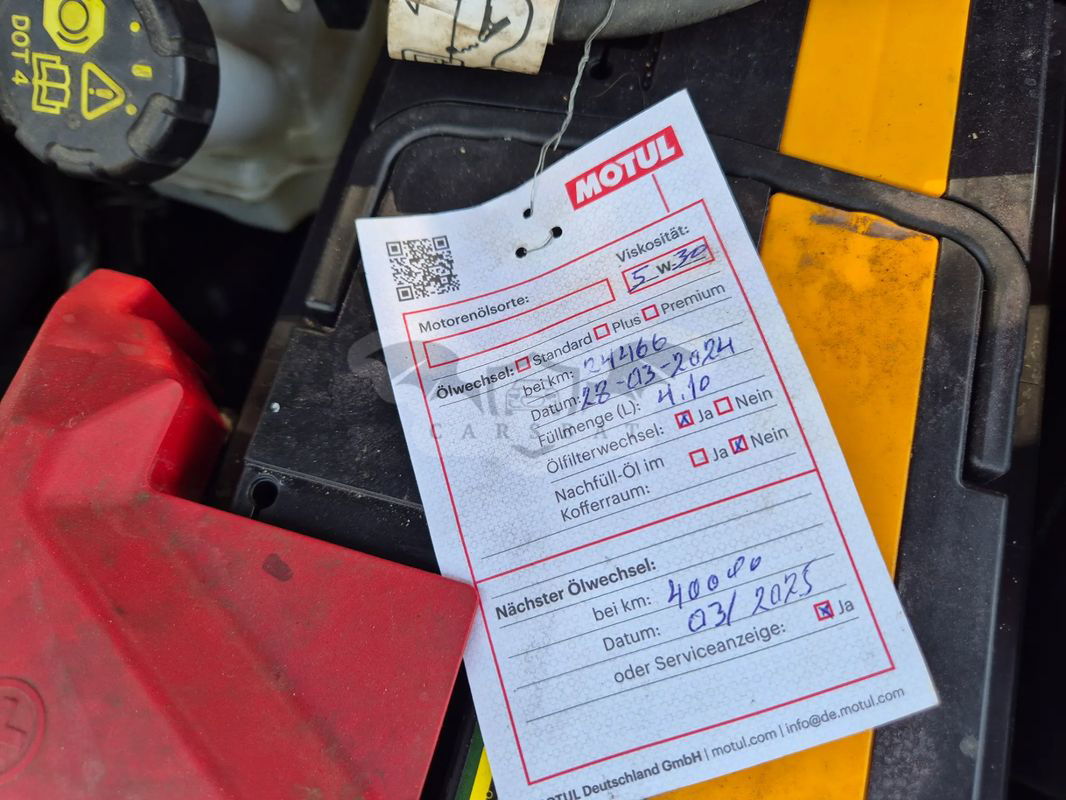 DOT 4
MOTUL
Viskosität:
5 W-30
Motorenölsorte:
Ölwechsel: Standard Plus Premium
bei km: 24466
Datum: 28-03-2024
Füllmenge (L): 4.10
Ölfilterwechsel: x Ja Nein
Nachfüll-Öl im Ja x Nein
Kofferraum:
Nächster Ölwechsel:
bei km: 40000
Datum: 03/2025
oder Serviceanzeige: x Ja
MOTUL Deutschland GmbH | motul.com | info@de.motul.com